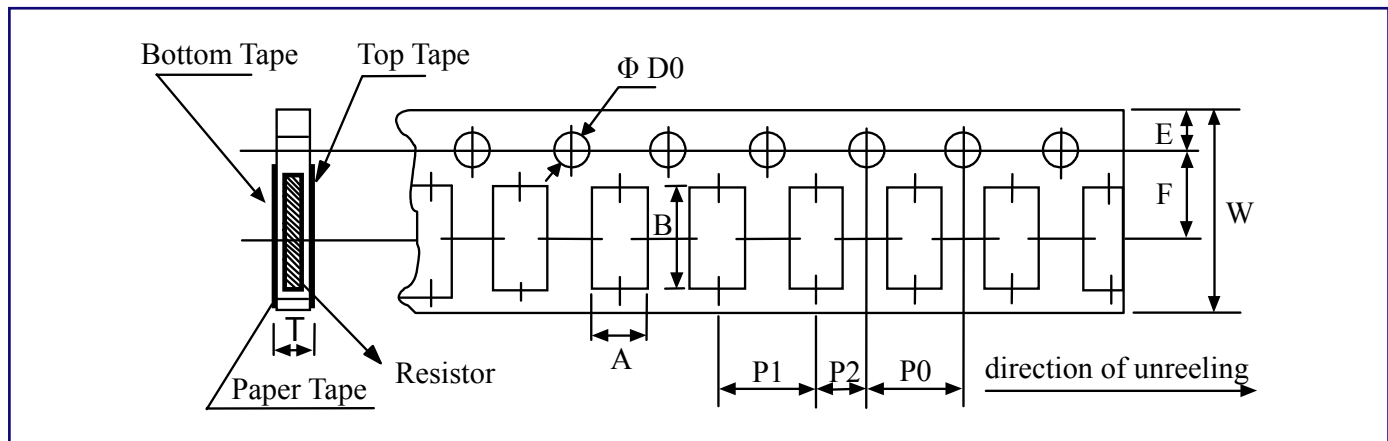 Bottom Tape
Top Tape
Φ D0
E
F
W
B
T
A
Resistor
Paper Tape
P1
P2
P0
direction of unreeling